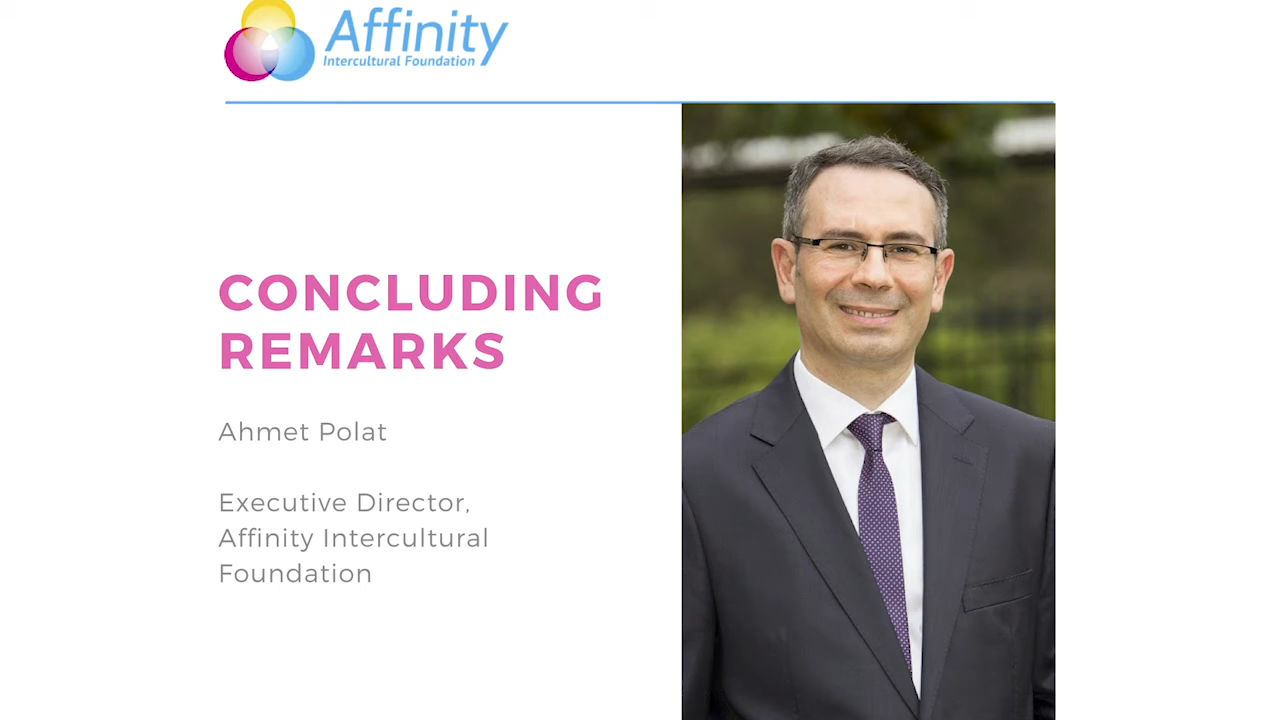 Affinity
Intercultural Foundation
CONCLUDING
REMARKS
Ahmet Polat
Executive Director,
Affinity Intercultural
Foundation